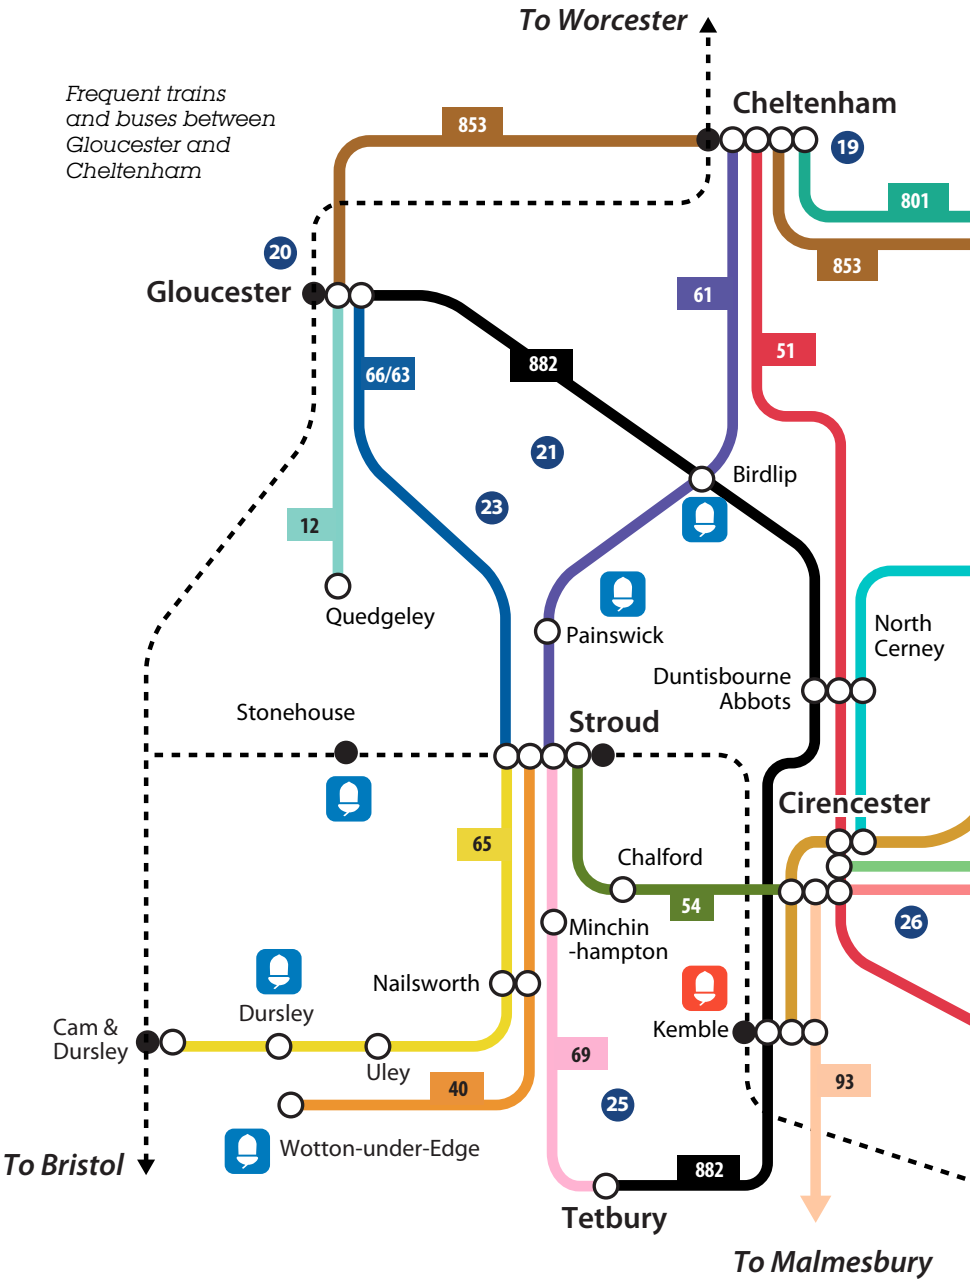 To Worcester
Frequent trains
and buses between
Gloucester and
Cheltenham
853
Cheltenham
19
801
20
853
Gloucester
61
51
66/63
882
21
Birdlip
23
12
Quedgeley
Painswick
North
Cerney
Duntisbourne
Abbots
Stonehouse
Stroud
Cirencester
65
Chalford
54
26
Minchin
-hampton
Nailsworth
Dursley
Kemble
Cam &
Dursley
Uley
69
40
93
25
Wotton-under-Edge
To Bristol
882
Tetbury
To Malmesbury